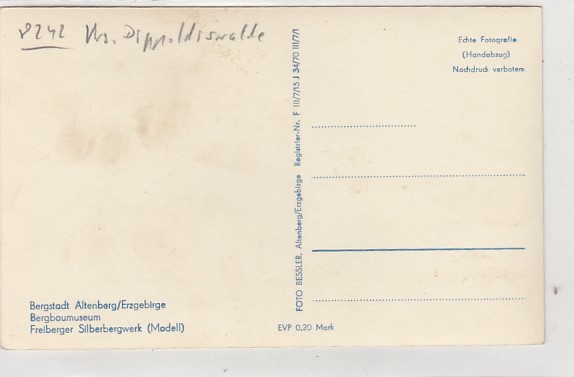 8242 Krs. Dippoldiswalde
Echte Fotografie
(Handabzug)
Nachdruck verboten
FOTO BESSLER, Altenberg/Erzgebirge Registrier-Nr. F III/7/15 J 34/70 III/7/1
Bergstadt Altenberg/Erzgebirge
Bergbaumuseum
Freiberger Silberbergwerk (Modell)
EVP 0,20 Mark